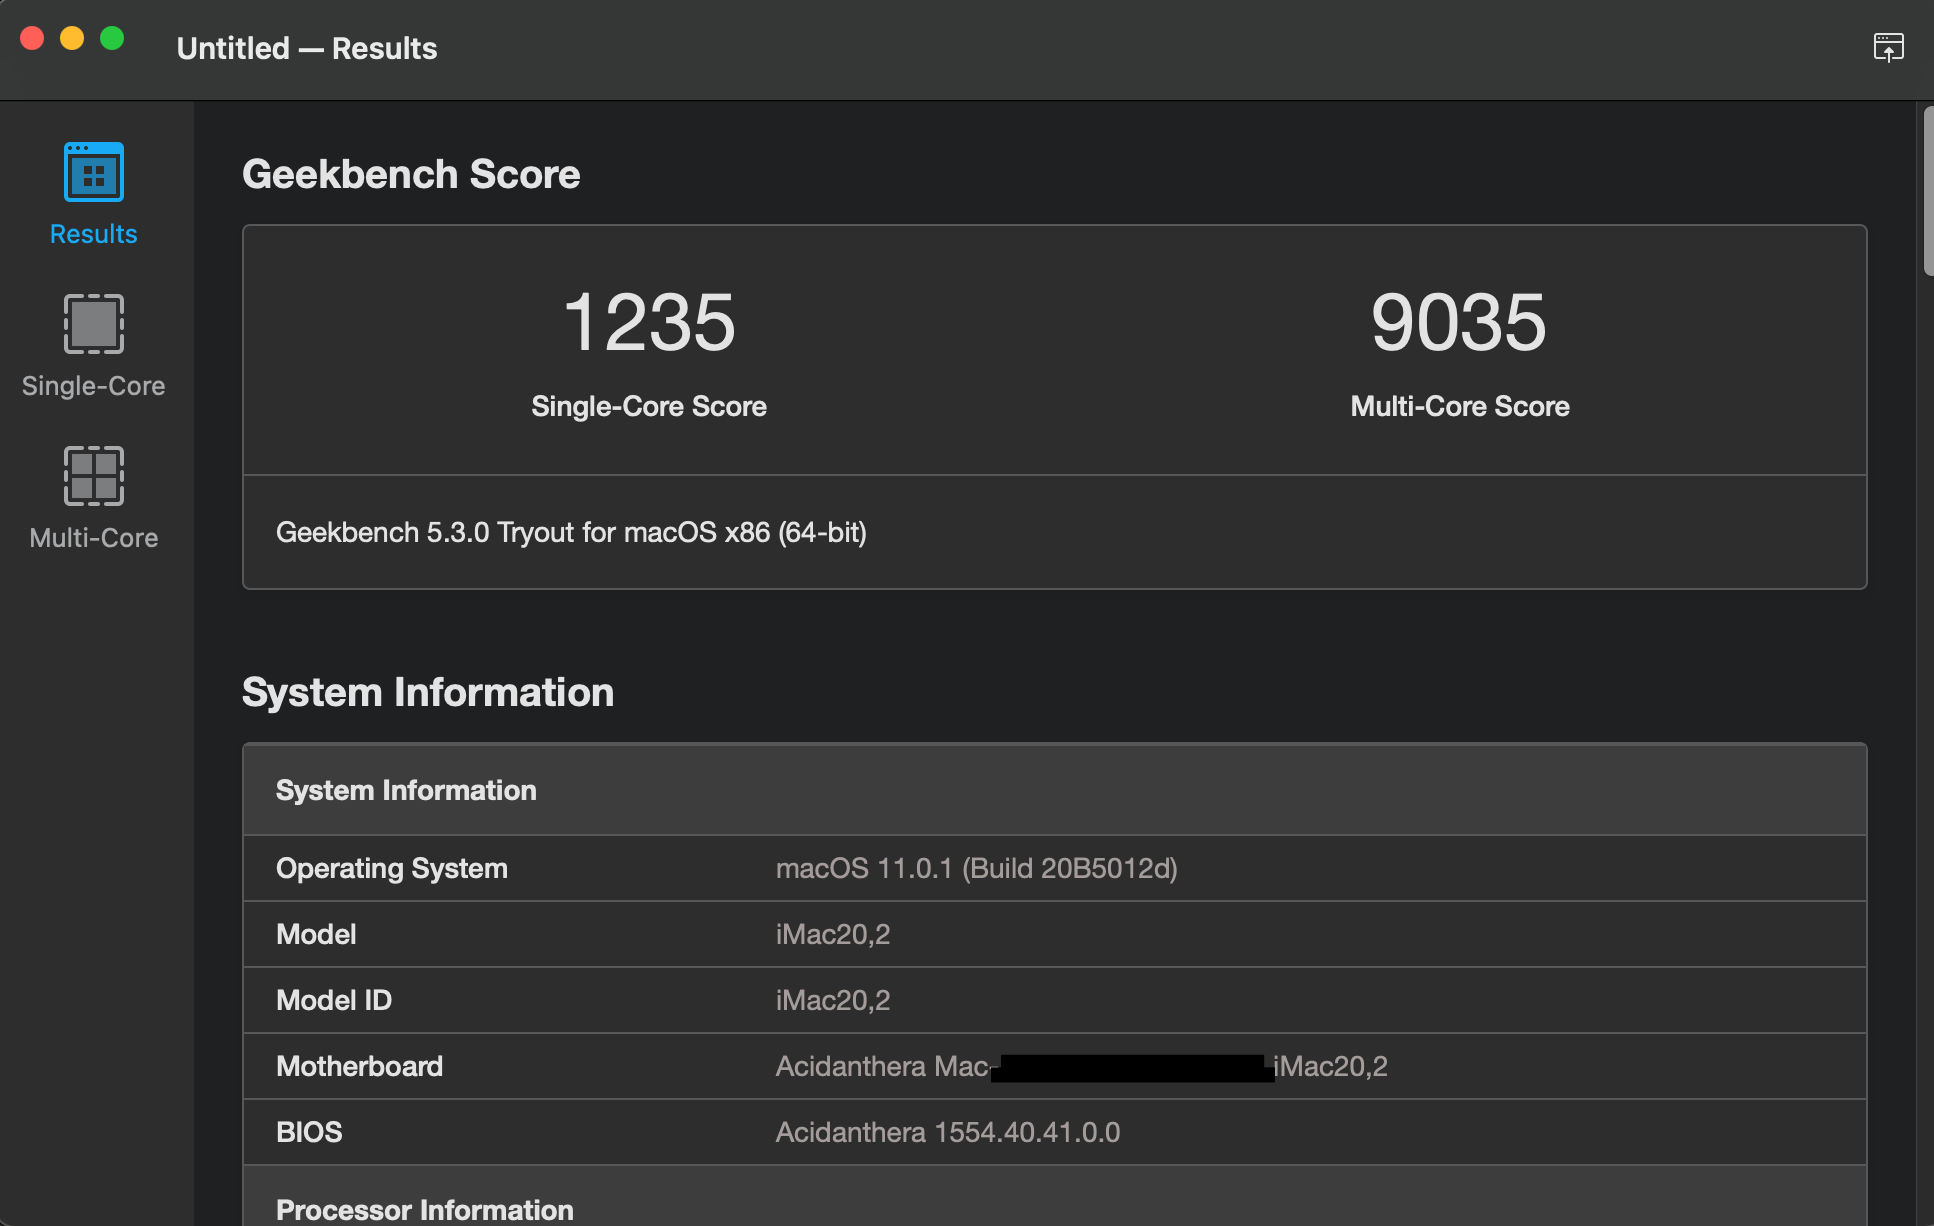 Untitled — Results
Results
Single-Core
Multi-Core
Geekbench Score
1235
Single-Core Score
9035
Multi-Core Score
Geekbench 5.3.0 Tryout for macOS x86 (64-bit)
System Information
System Information
Operating System macOS 11.0.1 (Build 20B5012d)
Model iMac20,2
Model ID iMac20,2
Motherboard Acidanthera Mac- iMac20,2
BIOS Acidanthera 1554.40.41.0.0
Processor Information